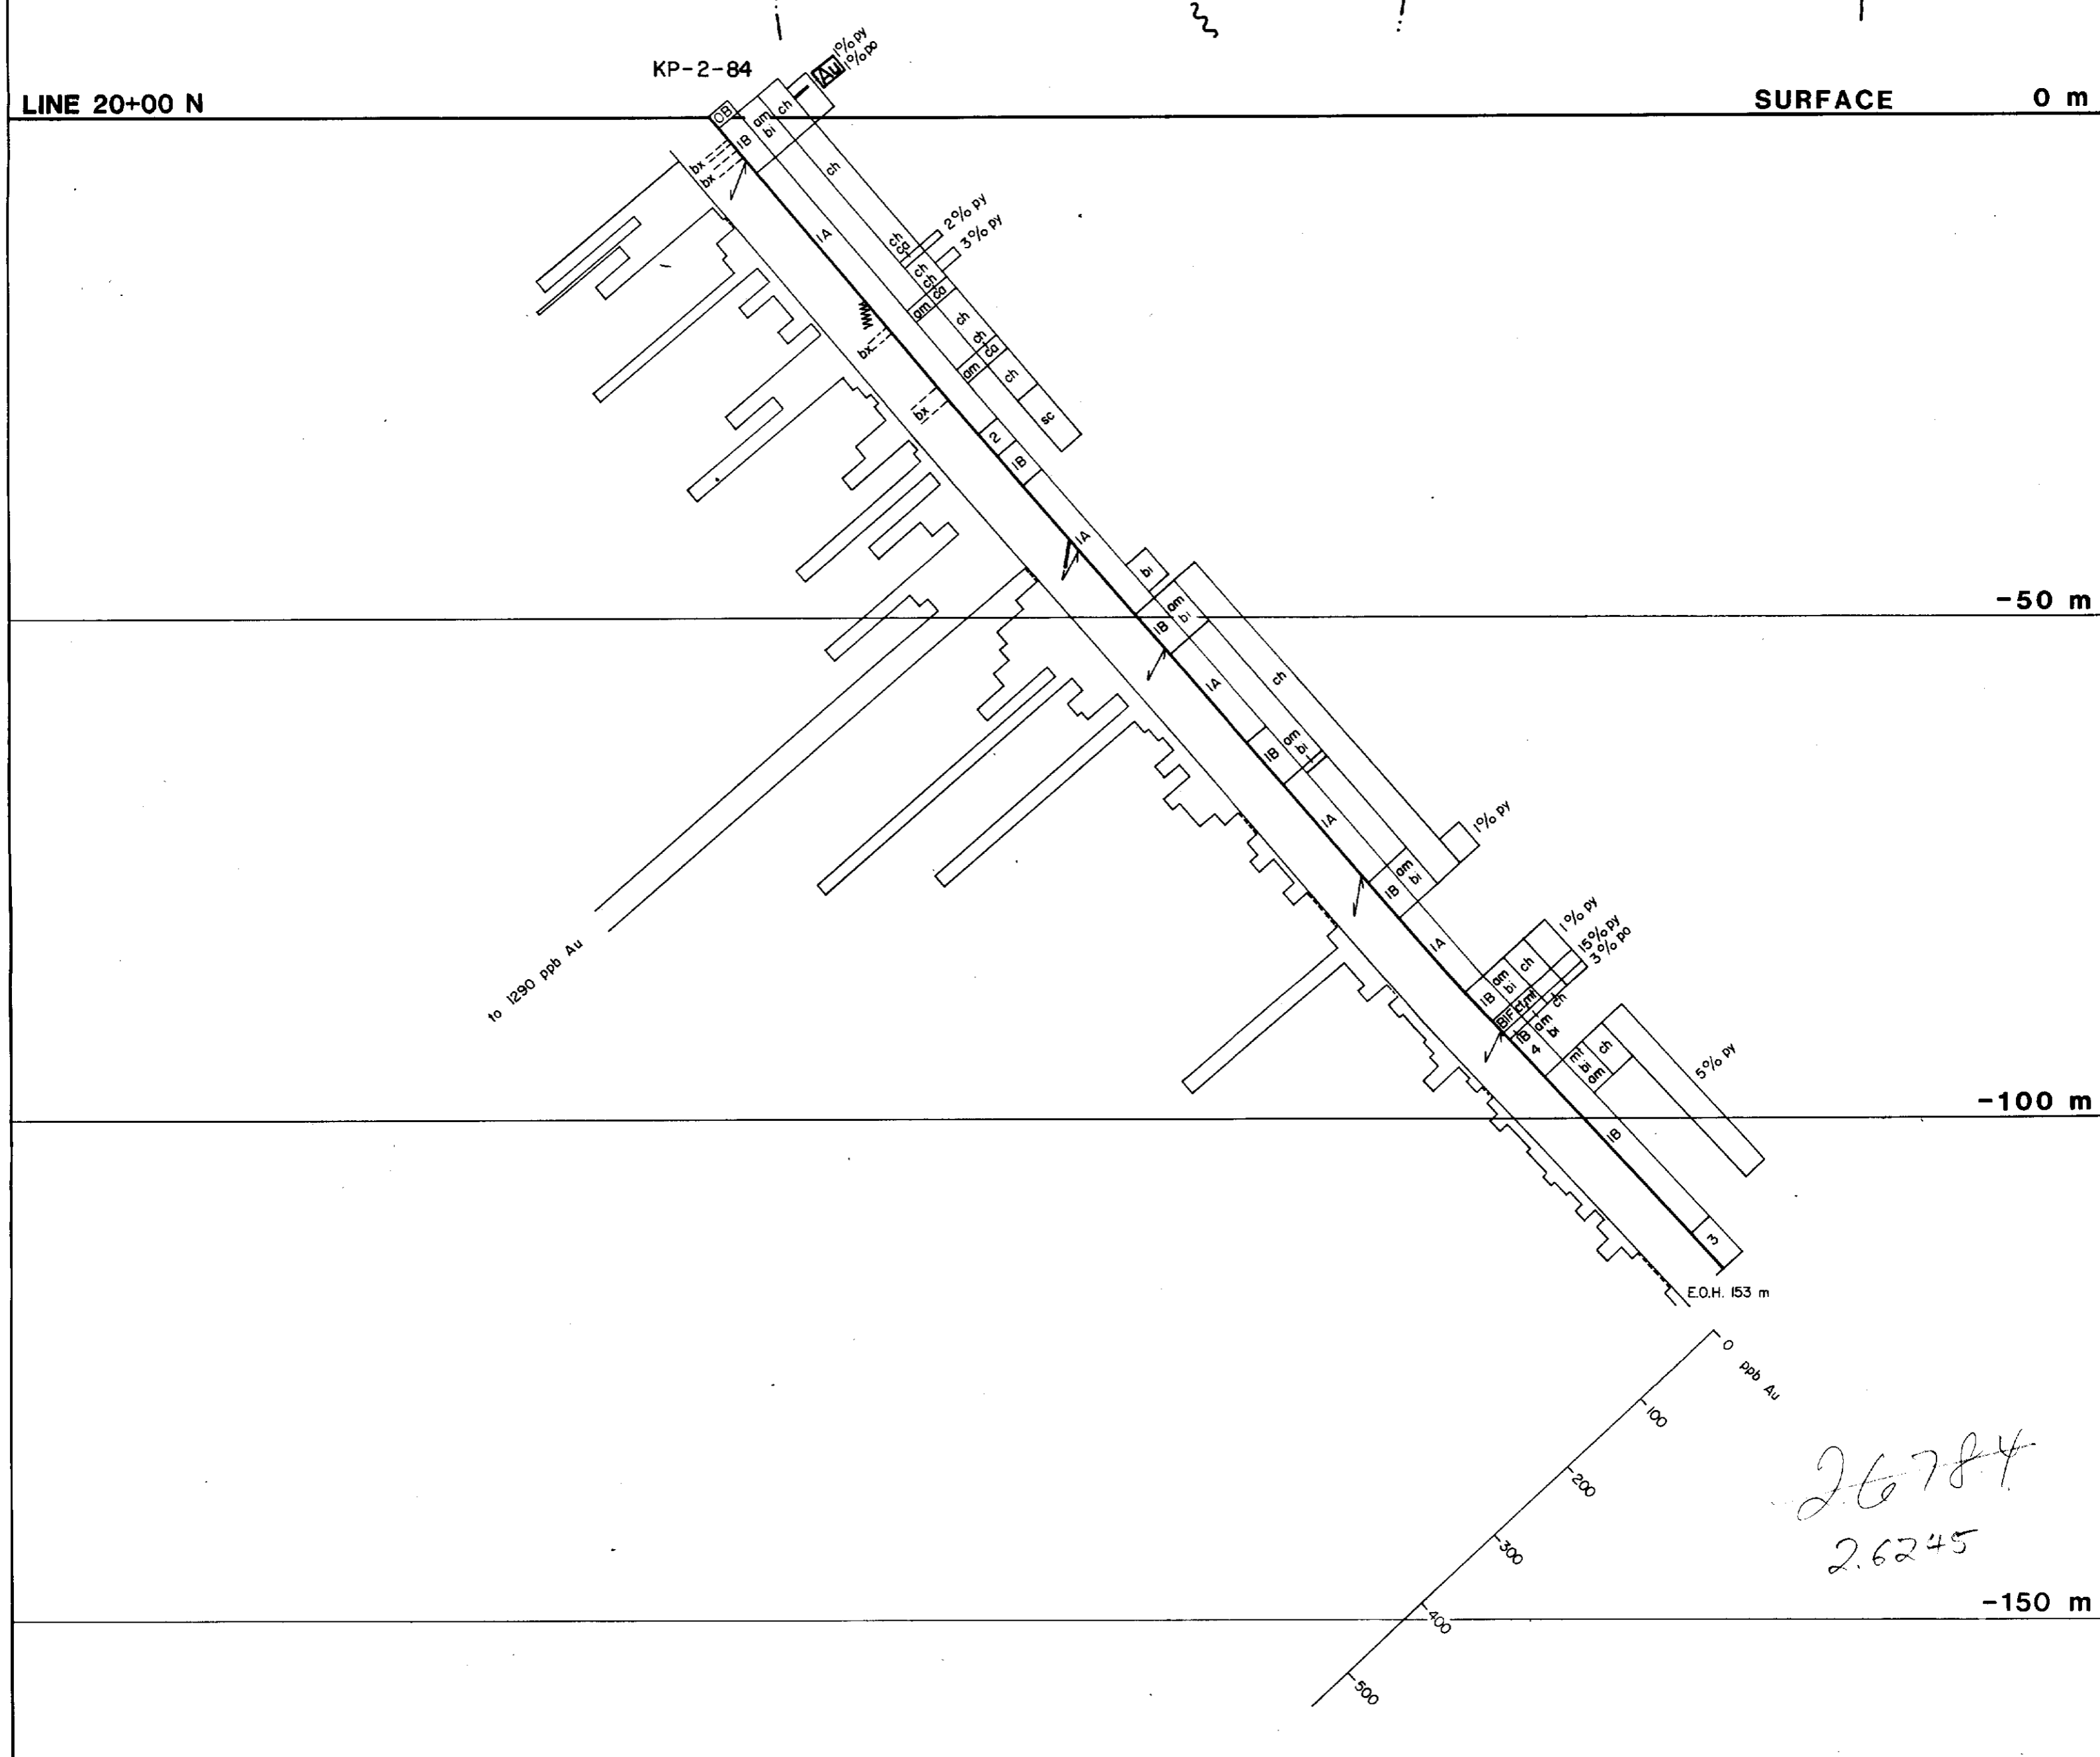 KP-2-84
1% py
1% po
Au
LINE 20+00 N
SURFACE
0 m
OB
IB
am
bi
ch
bx
bx
ch
IA
2% py
3% py
ch
ca
ch
ch
ca
am
ch
ch
ca
am
ch
sc
bx
bx
2
IB
IA
bi
-50 m
am
bi
IB
IA
ch
am
bi
IB
IA
1% py
am
bi
IB
IA
1% py
15% py
3% po
ch
am
bi
IB
BIF
ch
am
bi
IB
4
ch
mt
bi
am
5% py
to 1290 ppb Au
-100 m
IB
3
E.O.H. 153 m
0
ppb Au
100
200
300
400
500
26784
2.6245
-150 m